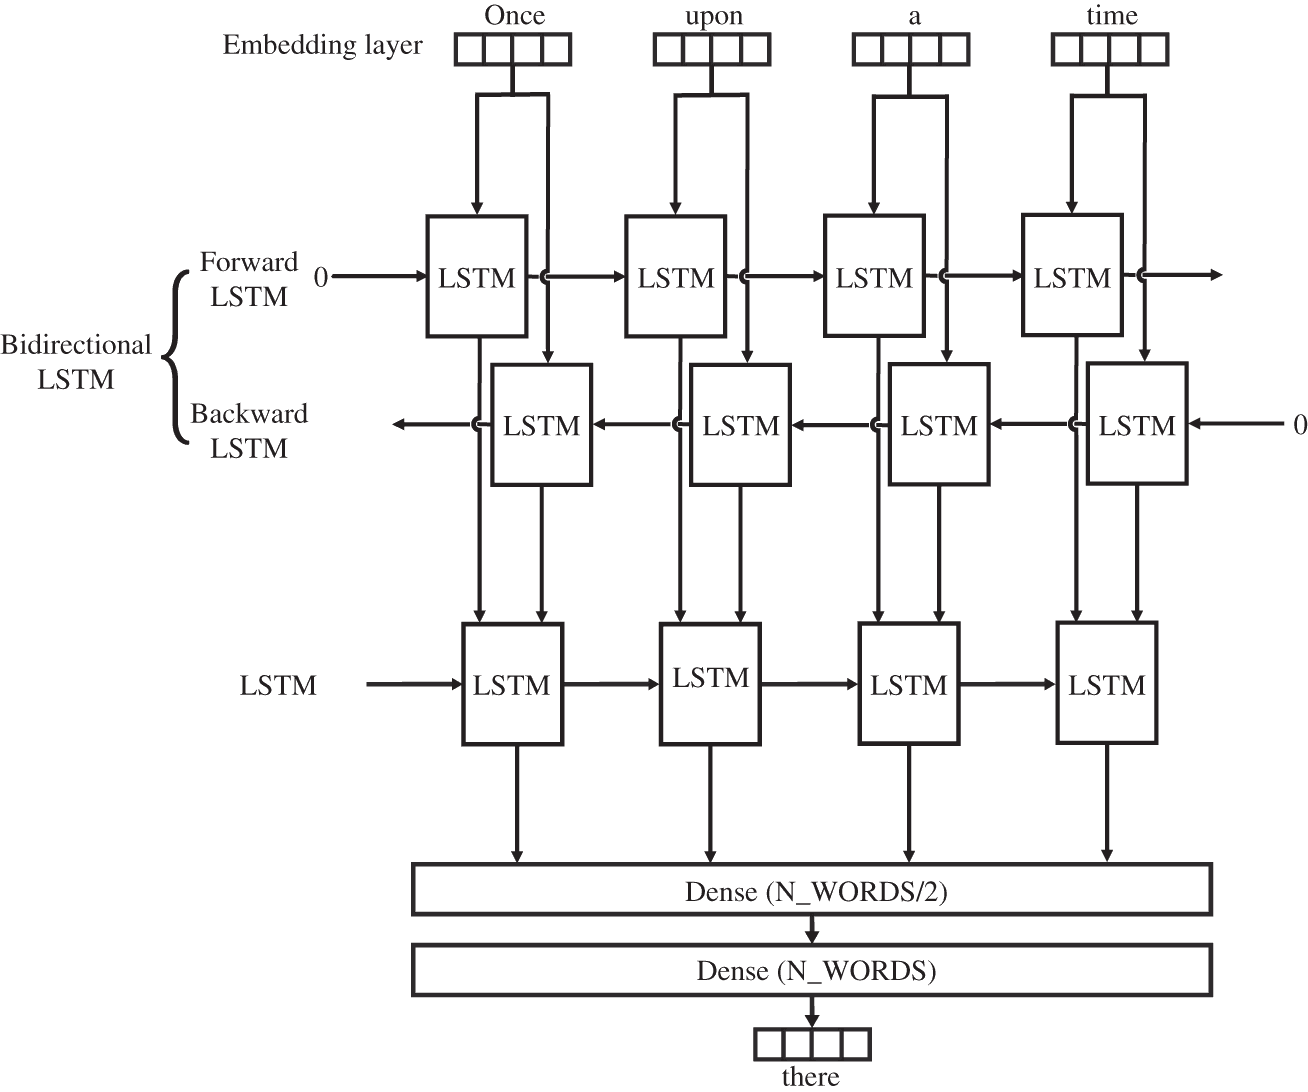 Once upon a time
Embedding layer
Forward
LSTM
0
LSTM LSTM LSTM LSTM
Bidirectional
LSTM
Backward
LSTM
LSTM LSTM LSTM LSTM
0
LSTM
LSTM LSTM LSTM LSTM
Dense (N_WORDS/2)
Dense (N_WORDS)
there